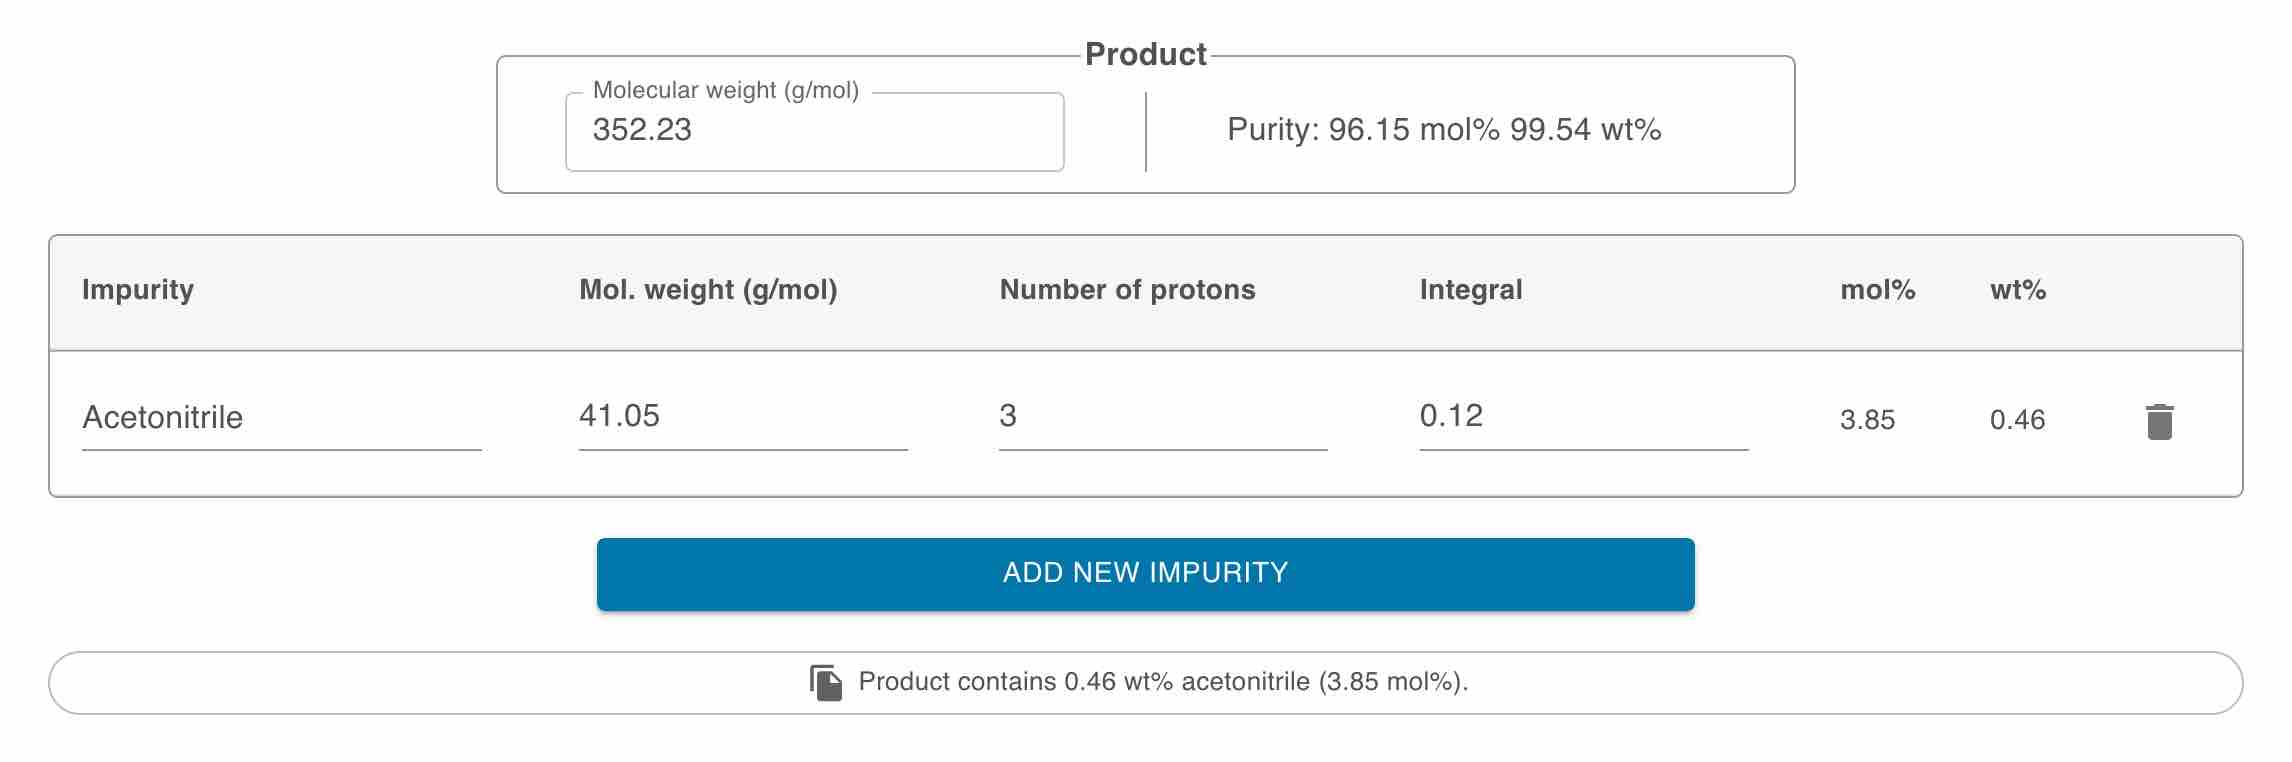 Product
Molecular weight (g/mol)
352.23
Purity: 96.15 mol% 99.54 wt%
Impurity Mol. weight (g/mol) Number of protons Integral mol% wt%
Acetonitrile 41.05 3 0.12 3.85 0.46
ADD NEW IMPURITY
Product contains 0.46 wt% acetonitrile (3.85 mol%).